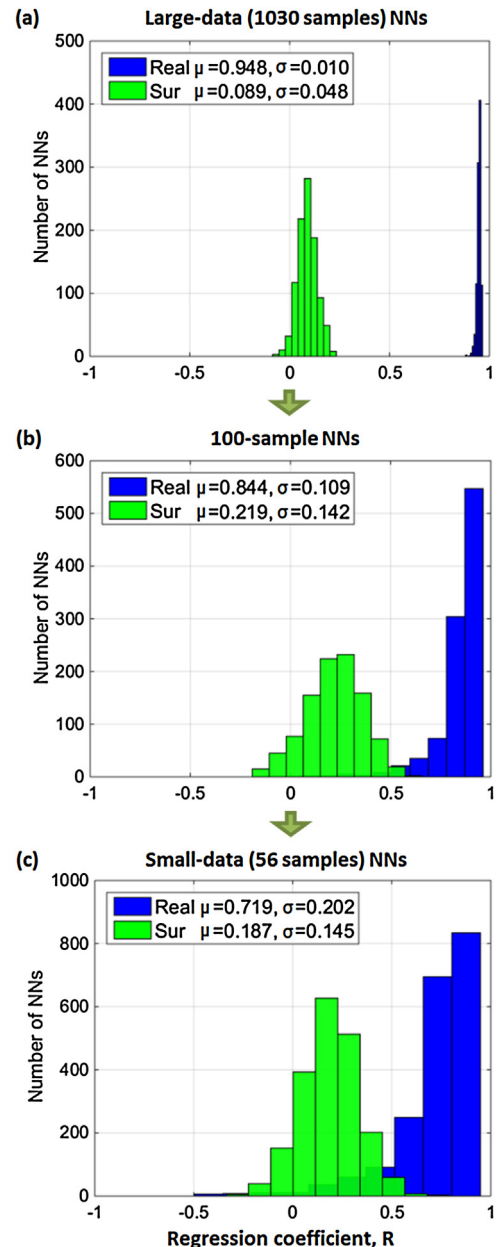 (a) Large-data (1030 samples) NNs
500
400
300
200
100
0
Number of NNs
Real μ=0.948, σ=0.010
Sur μ=0.089, σ=0.048
-1 -0.5 0 0.5 1
(b) 100-sample NNs
600
500
400
300
200
100
0
Number of NNs
Real μ=0.844, σ=0.109
Sur μ=0.219, σ=0.142
-1 -0.5 0 0.5 1
(c) Small-data (56 samples) NNs
1000
800
600
400
200
0
Number of NNs
Real μ=0.719, σ=0.202
Sur μ=0.187, σ=0.145
-1 -0.5 0 0.5 1
Regression coefficient, R